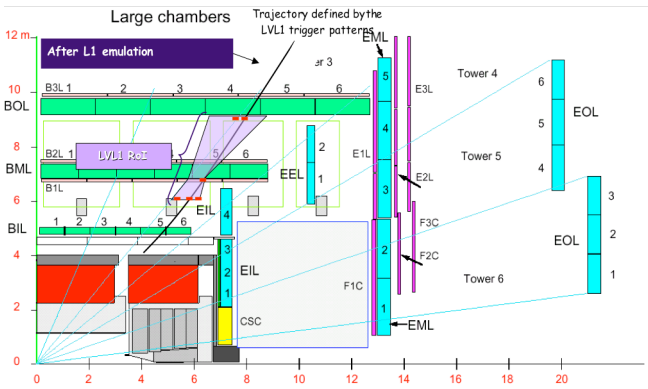 Large chambers
Trajectory defined bythe
LVL1 trigger patterns
EML
12 m
After L1 emulation
er 3
Tower 4
B3L 1 2 3 4 5 6
E3L
10
BOL
5
6
EOL
4
5
8
B2L 1
LVL1 RoI
5 6
2
E1L
Tower 5
BML
EEL
1
E2L
4
6
B1L
3
EIL
4
3
BIL
1 2 3 4 5 6
F3C
EOL
2
4
3
2
EIL
2
F2C
1
F1C
Tower 6
2
1
CSC
1
EML
0
0 2 4 6 8 10 12 14 16 18 20